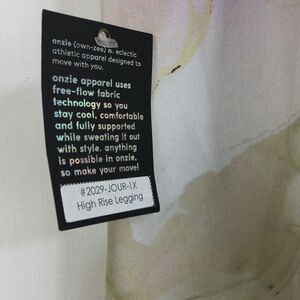 onzie (own-zee) n. eclectic
athletic apparel designed to
move with you.
onzie apparel uses
free-flow fabric
technology so you
stay cool, comfortable
and fully supported
while sweating it out
with style. anything
is possible in onzie,
so make your move!
#2029-JOUR-1X
High Rise Legging